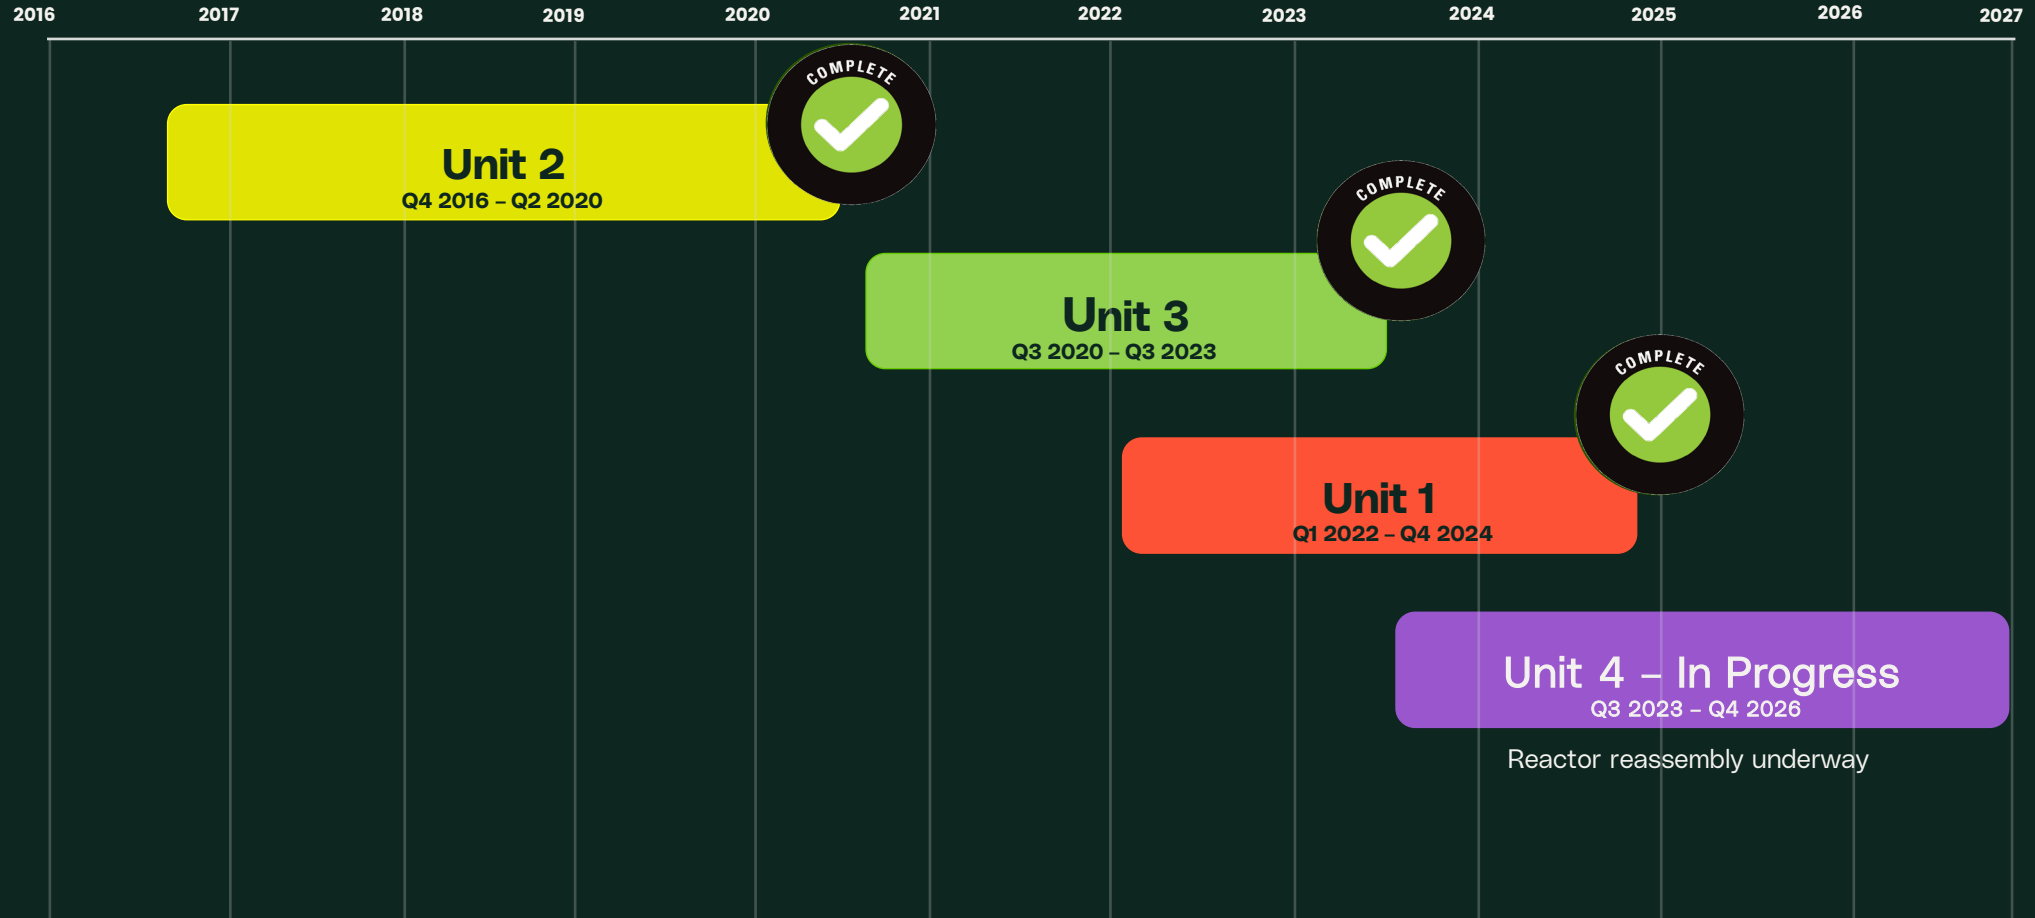 2016 2017 2018 2019 2020 2021 2022 2023 2024 2025 2026 2027
COMPLETE
Unit 2
Q4 2016 – Q2 2020
COMPLETE
Unit 3
Q3 2020 – Q3 2023
COMPLETE
Unit 1
Q1 2022 – Q4 2024
Unit 4 – In Progress
Q3 2023 – Q4 2026
Reactor reassembly underway